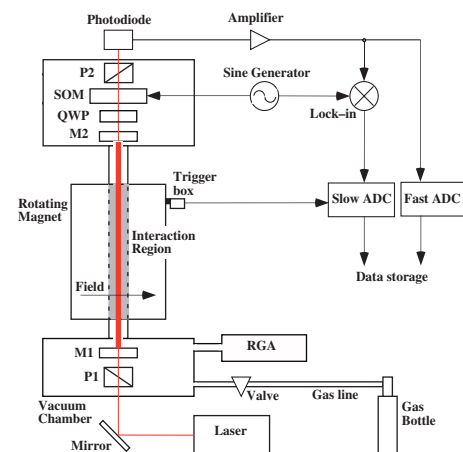 Photodiode
Amplifier
P2
SOM
Sine Generator
QWP
Lock–in
M2
Trigger
box
Rotating
Magnet
Slow ADC
Fast ADC
Interaction
Region
Data storage
Field
M1
RGA
P1
Valve
Gas line
Vacuum
Chamber
Gas
Bottle
Laser
Mirror